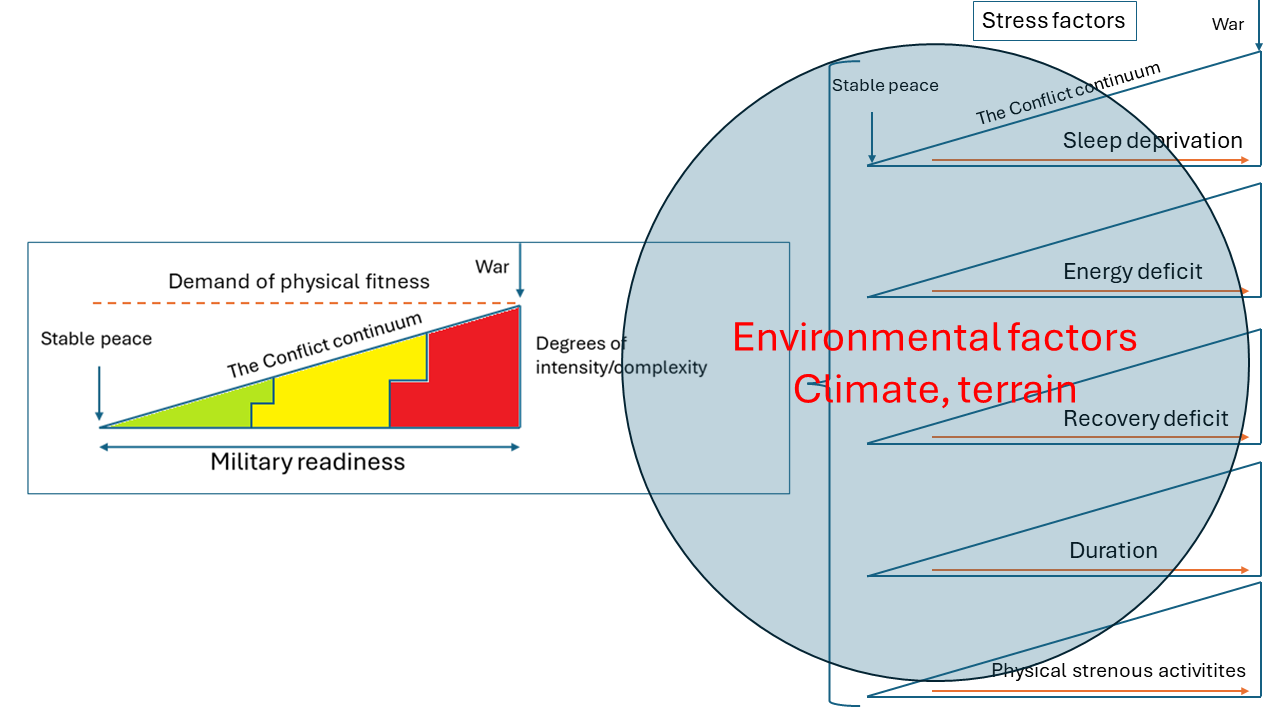 Stress factors
War
Stable peace
The Conflict continuum
Sleep deprivation
Energy deficit
Demand of physical fitness
War
Stable peace
The Conflict continuum
Degrees of
intensity/complexity
Military readiness
Environmental factors
Climate, terrain
Recovery deficit
Duration
Physical strenous activitites